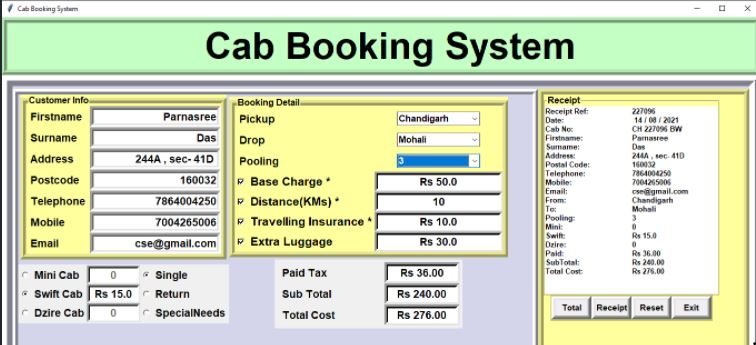 Cab Booking System
Cab Booking System
Customer Info
Firstname Parnasree
Surname Das
Address 244A , sec- 41D
Postcode 160032
Telephone 7864004250
Mobile 7004265006
Email cse@gmail.com
Booking Detail
Pickup Chandigarh
Drop Mohali
Pooling 3
Base Charge * Rs 50.0
Distance(KMs) * 10
Travelling Insurance * Rs 10.0
Extra Luggage Rs 30.0
Mini Cab 0 Single
Swift Cab Rs 15.0 Return
Dzire Cab 0 SpecialNeeds
Paid Tax Rs 36.00
Sub Total Rs 240.00
Total Cost Rs 276.00
Receipt
Receipt Ref: 227096
Date: 14 / 08 / 2021
Cab No: CH 227096 BW
Firstname: Parnasree
Surname: Das
Address: 244A , sec- 41D
Postal Code: 160032
Telephone: 7864004250
Mobile: 7004265006
Email: cse@gmail.com
From: Chandigarh
To: Mohali
Pooling: 3
Mini: 0
Swift: Rs 15.0
Dzire: 0
Paid: Rs 36.00
SubTotal: Rs 240.00
Total Cost: Rs 276.00
Total Receipt Reset Exit